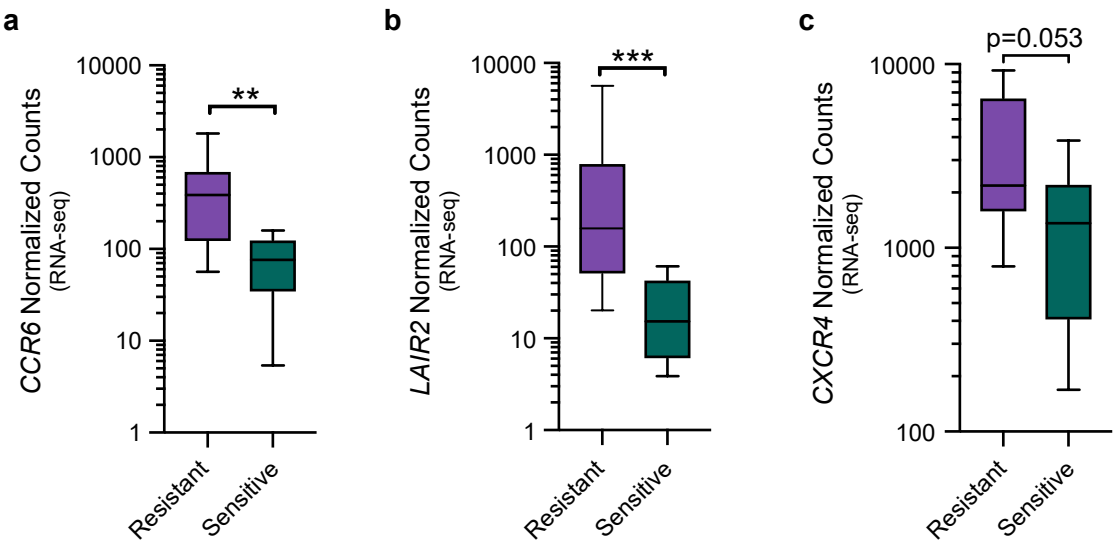 a
CCR6 Normalized Counts
(RNA-seq)
10000
1000
100
10
1
**
Resistant
Sensitive
b
LAIR2 Normalized Counts
(RNA-seq)
10000
1000
100
10
1
***
Resistant
Sensitive
c
CXCR4 Normalized Counts
(RNA-seq)
10000
1000
100
p=0.053
Resistant
Sensitive